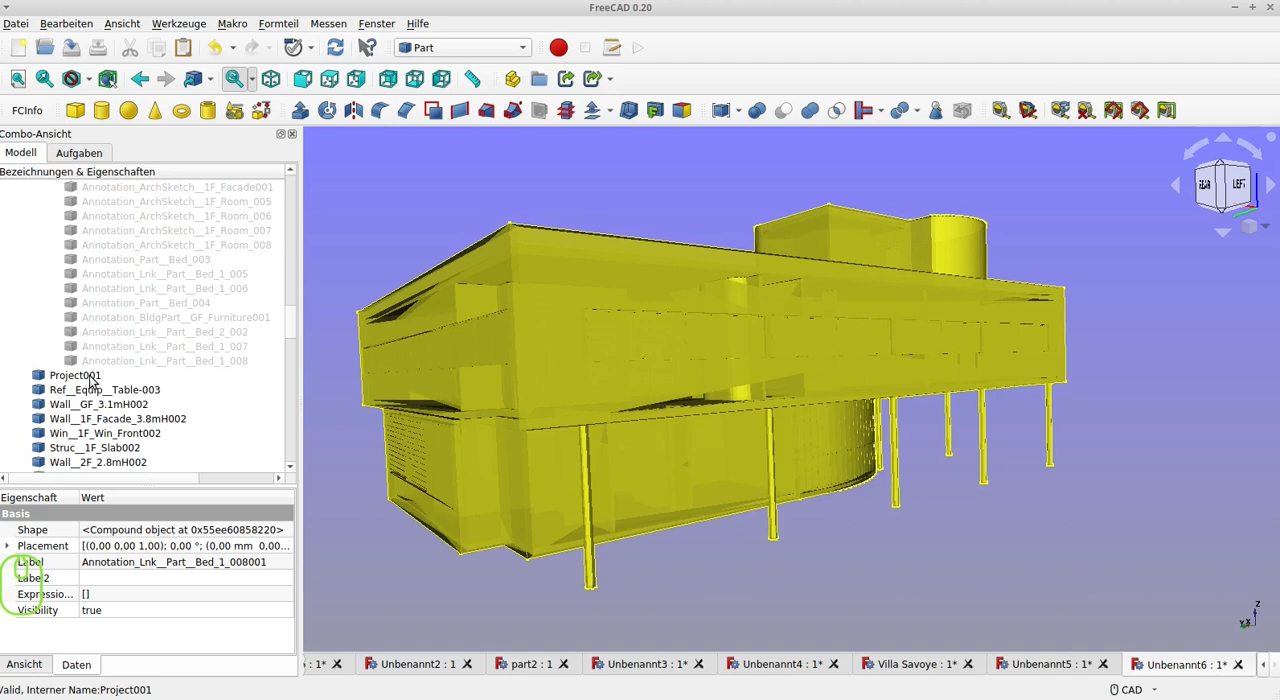 FreeCAD 0.20
Datei Bearbeiten Ansicht Werkzeuge Makro Formteil Messen Fenster Hilfe
Part
FCInfo
Combo-Ansicht
Modell Aufgaben
Bezeichnungen & Eigenschaften
Annotation_ArchSketch__1F_Facade001
Annotation_ArchSketch__1F_Room_005
Annotation_ArchSketch__1F_Room_006
Annotation_ArchSketch__1F_Room_007
Annotation_ArchSketch__1F_Room_008
Annotation_Part__Bed_003
Annotation_Lnk__Part__Bed_1_005
Annotation_Lnk__Part__Bed_1_006
Annotation_Part__Bed_004
Annotation_BldgPart__GF_Furniture001
Annotation_Lnk__Part__Bed_2_002
Annotation_Lnk__Part__Bed_1_007
Annotation_Lnk__Part__Bed_1_008
Project001
Ref__Equip__Table-003
Wall__GF_3.1mH002
Wall__1F_Facade_3.8mH002
Win__1F_Win_Front002
Struc__1F_Slab002
Wall__2F_2.8mH002
Eigenschaft Wert
Basis
Shape <Compound object at 0x55ee60858220>
Placement [(0,00 0,00 1,00); 0,00 °; (0,00 mm 0,00...
Label Annotation_Lnk__Part__Bed_1_008001
Label2
Expressio... []
Visibility true
Ansicht Daten
: 1* Unbenannt2 : 1 part2 : 1 Unbenannt3 : 1* Unbenannt4 : 1* Villa Savoye : 1* Unbenannt5 : 1* Unbenannt6 : 1*
Valid, Interner Name:Project001
CAD
REAR LEFT
Z
Y X